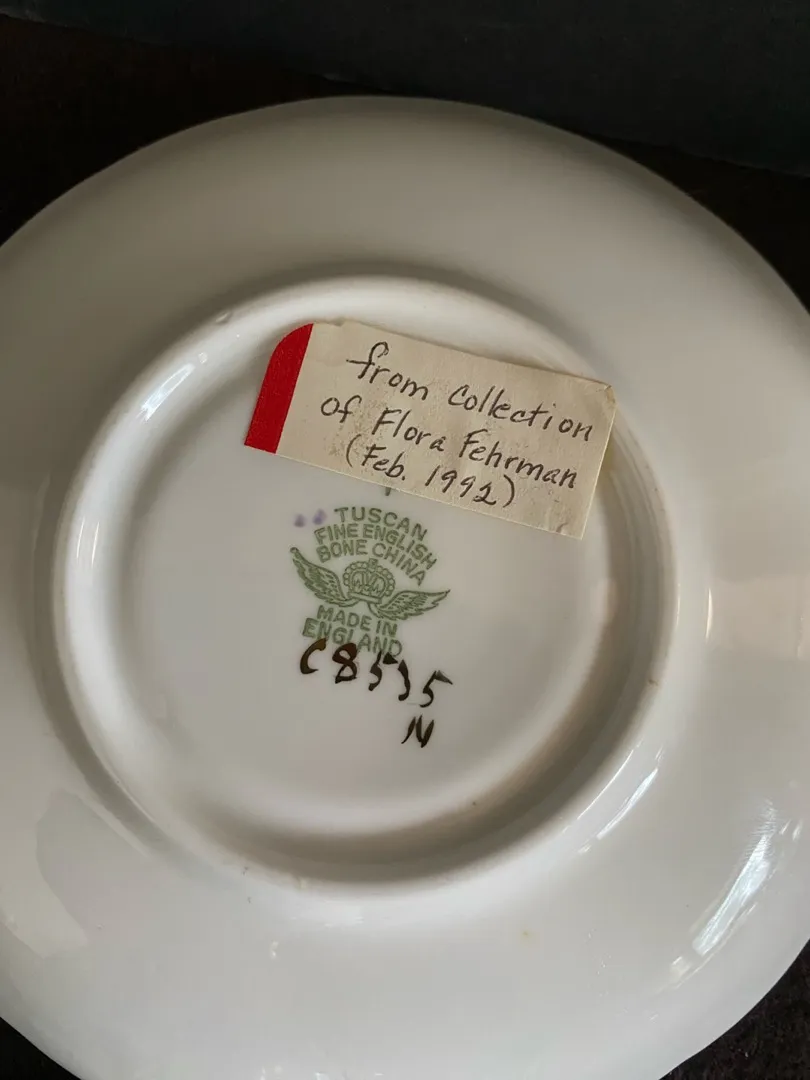 from collection
of Flora Fehrman
(Feb. 1992)
TUSCAN
FINE ENGLISH
BONE CHINA
MADE IN
ENGLAND
C8535